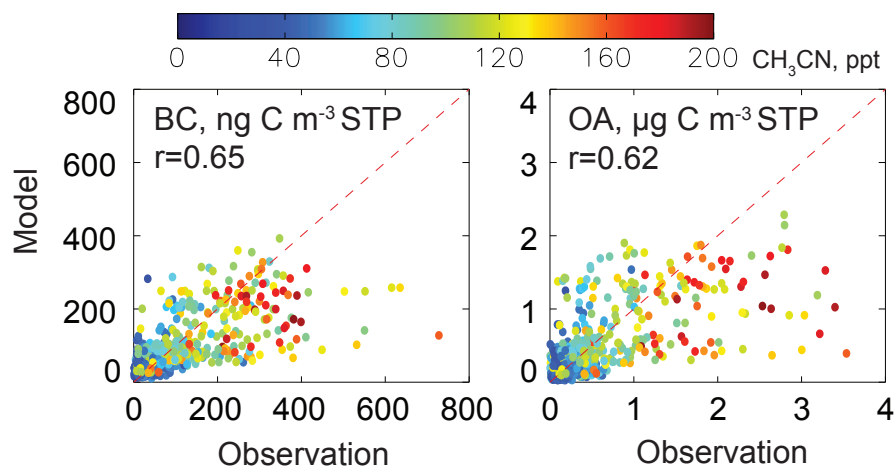 0 40 80 120 160 200 CH₃CN, ppt
800
600
400
200
0
Model
BC, ng C m⁻³ STP
r=0.65
0 200 400 600 800
Observation
4
3
2
1
0
OA, µg C m⁻³ STP
r=0.62
0 1 2 3 4
Observation